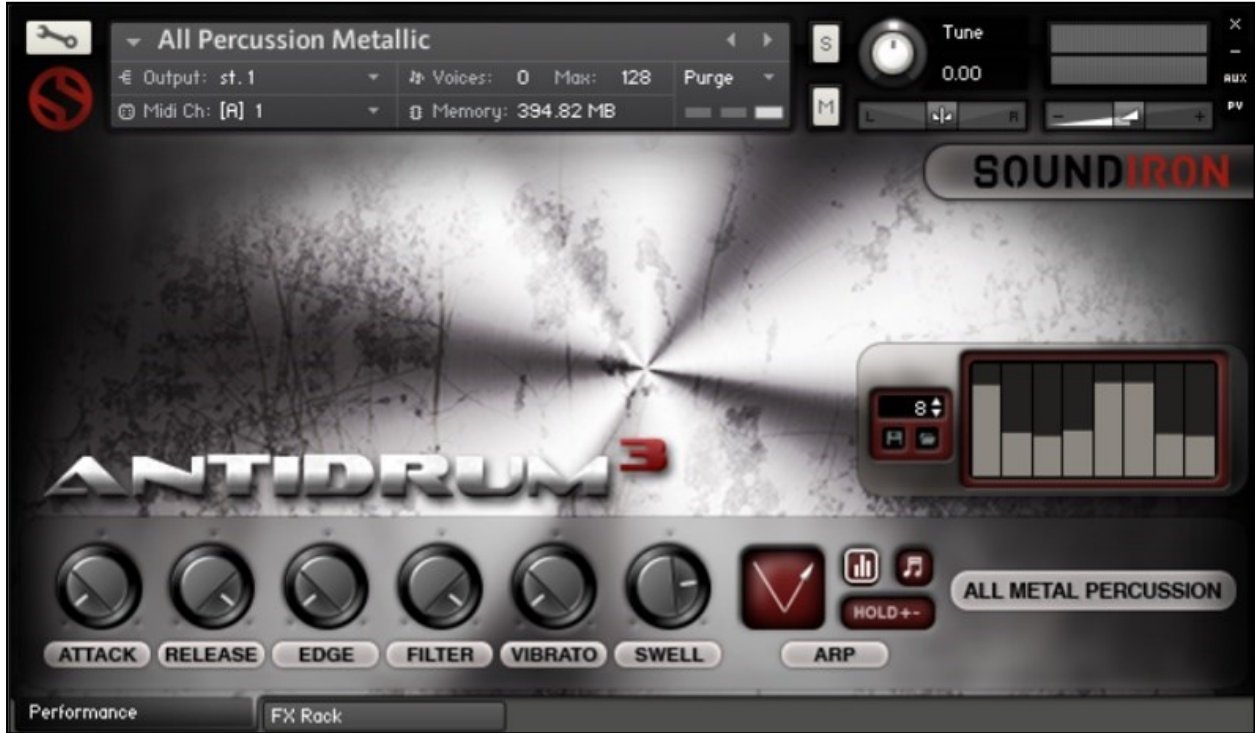 All Percussion Metallic
Output: st. 1
Voices: 0 Max: 128
Purge
Midi Ch: [A] 1
Memory: 394.82 MB
S
M
Tune
0.00
L R
- +
×
-
AUX
PV
SOUNDIRON
8
ANTIDRUM3
ATTACK
RELEASE
EDGE
FILTER
VIBRATO
SWELL
HOLD+-
ARP
ALL METAL PERCUSSION
Performance
FX Rack